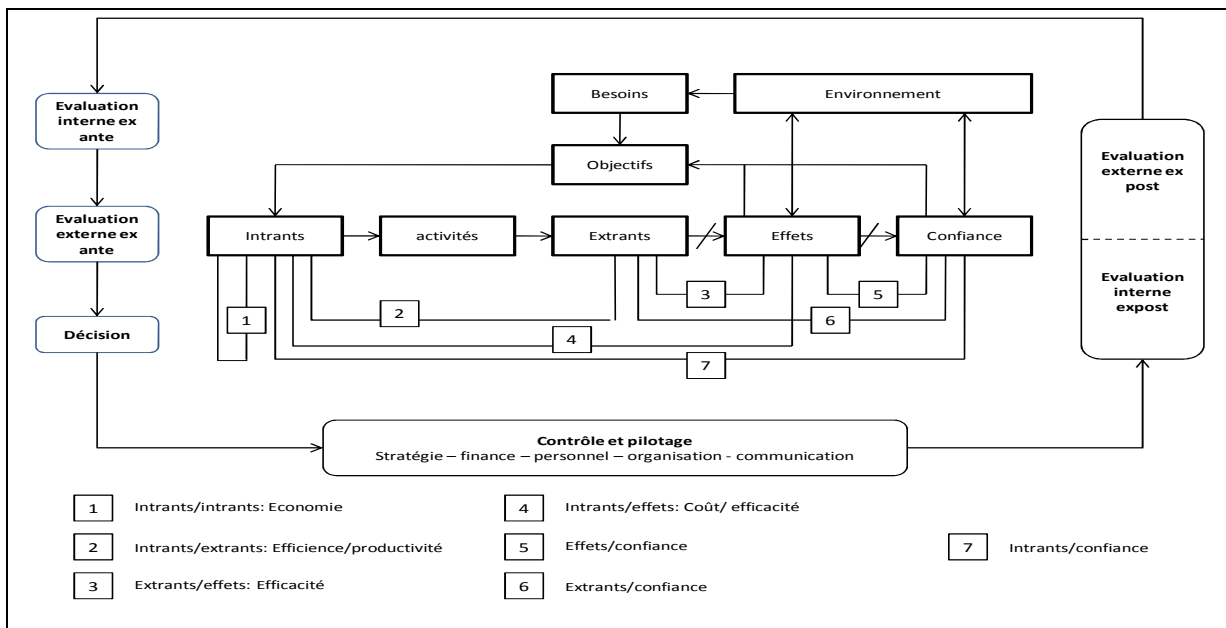 Besoins
Environnement
Evaluation
interne ex
ante
Objectifs
Evaluation
externe ex
post
Evaluation
externe ex
ante
Intrants
activités
Extrants
Effets
Confiance
Evaluation
interne
expost
Décision
1
2
3
4
5
6
7
Contrôle et pilotage
Stratégie – finance – personnel – organisation - communication
1 Intrants/intrants: Economie
2 Intrants/extrants: Efficience/productivité
3 Extrants/effets: Efficacité
4 Intrants/effets: Coût/ efficacité
5 Effets/confiance
6 Extrants/confiance
7 Intrants/confiance